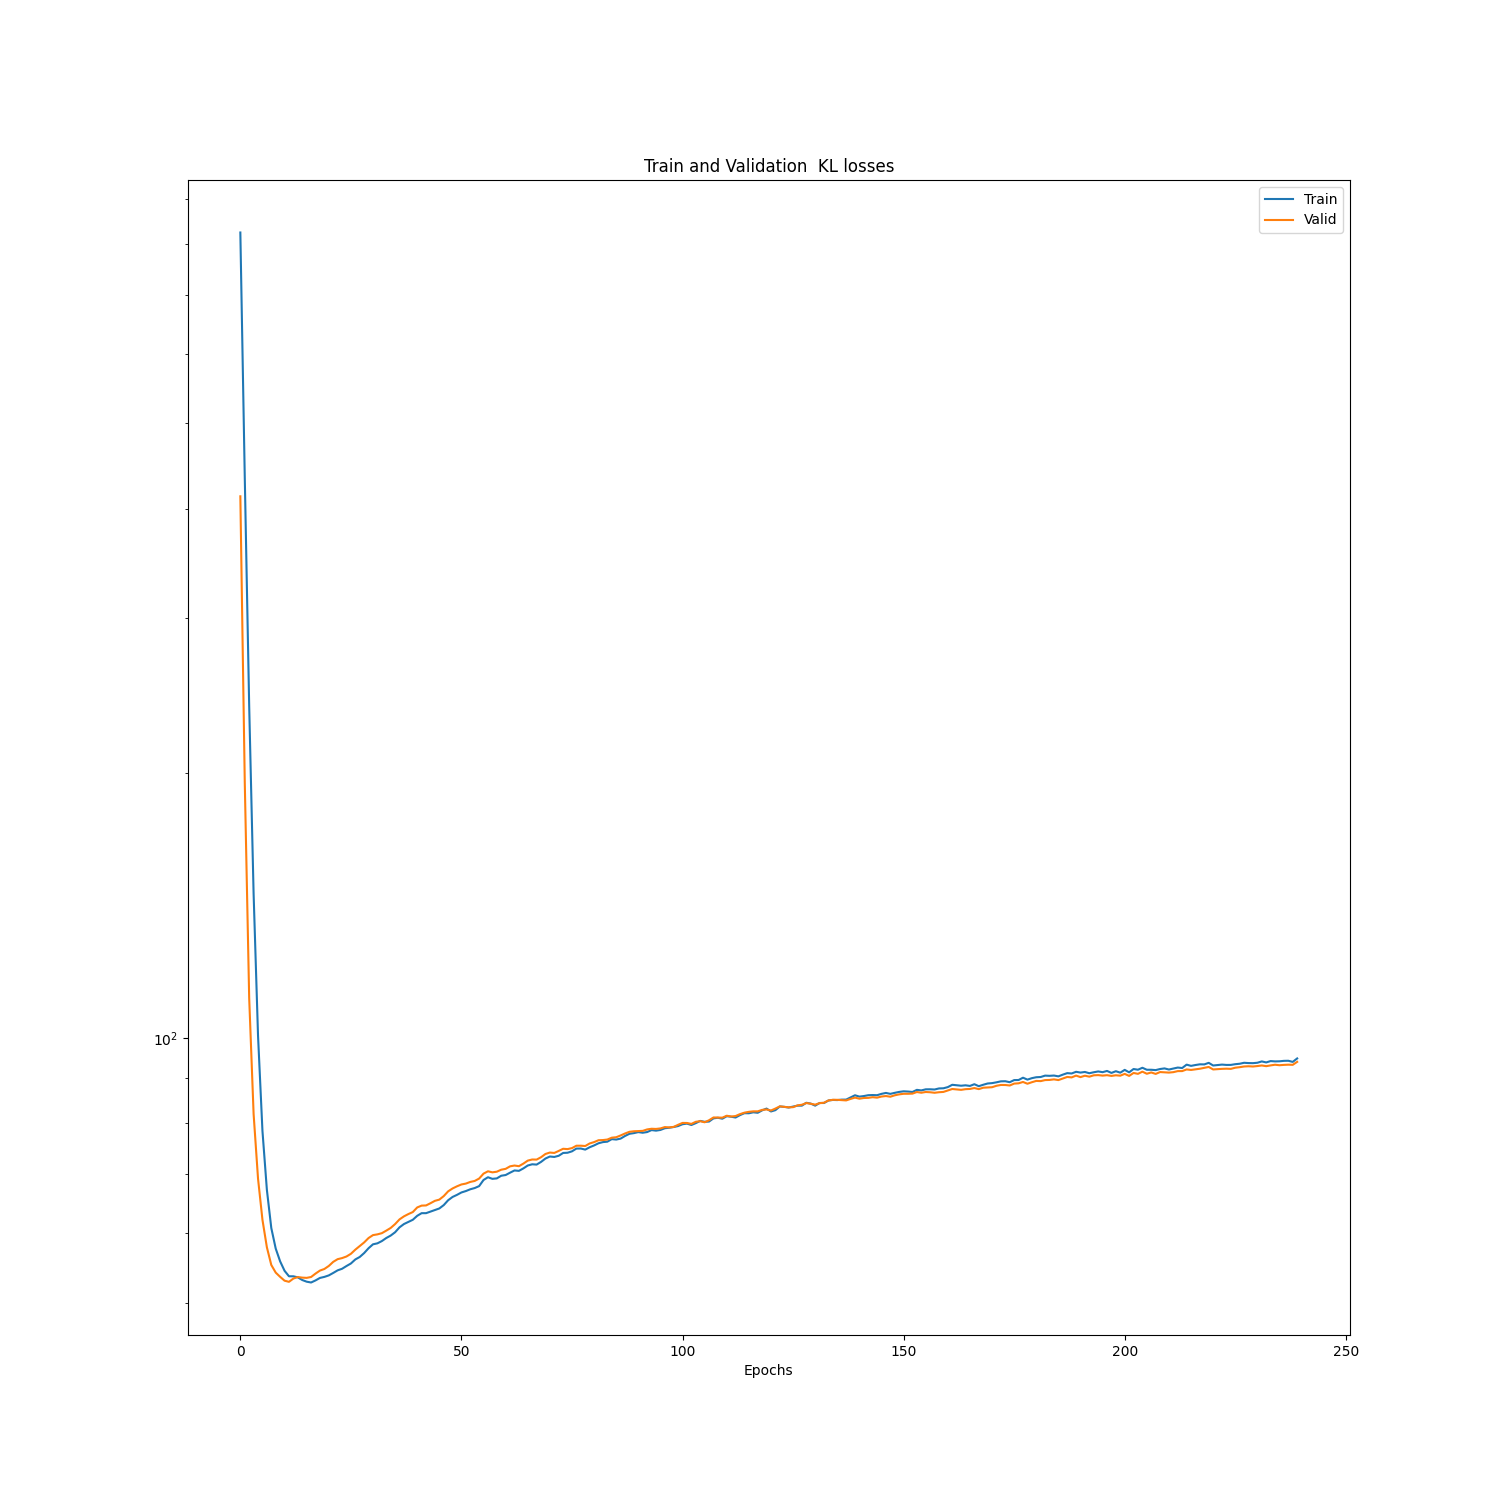 Train and Validation  KL losses
Train
Valid
10²
0 50 100 150 200 250
Epochs